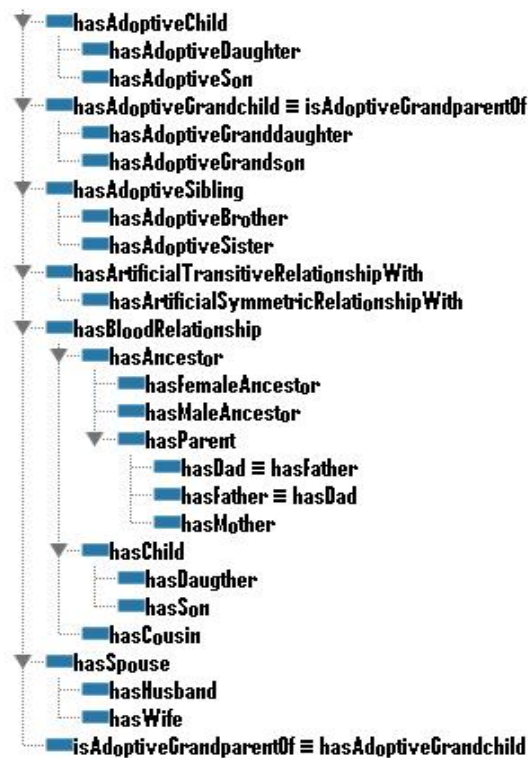 hasAdoptiveChild
hasAdoptiveDaughter
hasAdoptiveSon
hasAdoptiveGrandchild ≡ isAdoptiveGrandparentOf
hasAdoptiveGranddaughter
hasAdoptiveGrandson
hasAdoptiveSibling
hasAdoptiveBrother
hasAdoptiveSister
hasArtificialTransitiveRelationshipWith
hasArtificialSymmetricRelationshipWith
hasBloodRelationship
hasAncestor
hasFemaleAncestor
hasMaleAncestor
hasParent
hasDad ≡ hasFather
hasFather ≡ hasDad
hasMother
hasChild
hasDaugther
hasSon
hasCousin
hasSpouse
hasHusband
hasWife
isAdoptiveGrandparentOf ≡ hasAdoptiveGrandchild